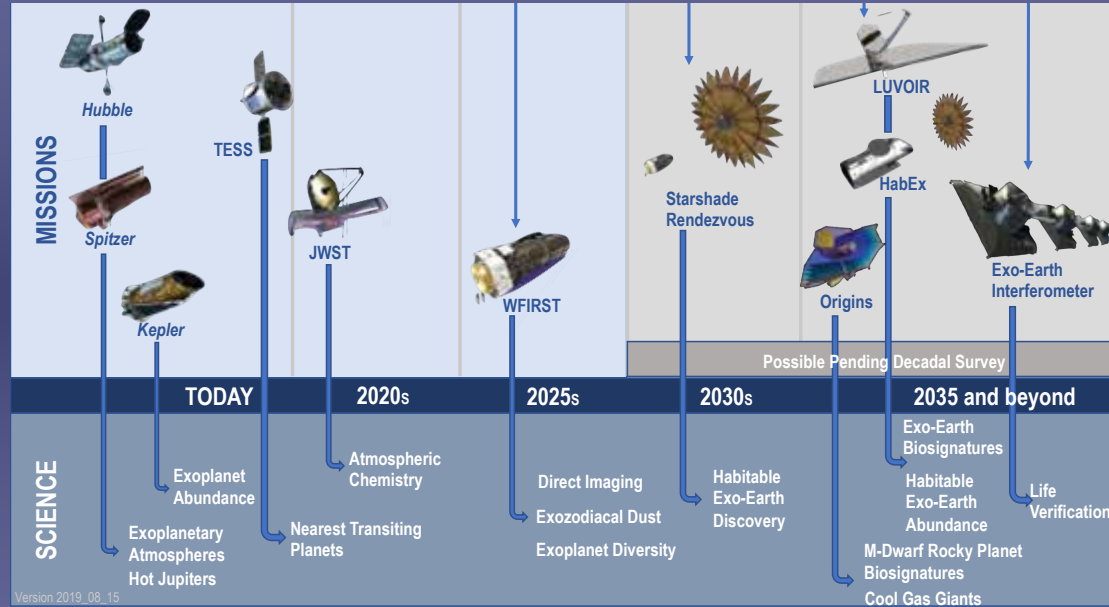 MISSIONS
Hubble
Spitzer
Kepler
TESS
JWST
WFIRST
Starshade
Rendezvous
LUVOIR
HabEx
Origins
Exo-Earth
Interferometer
Possible Pending Decadal Survey
TODAY
2020s
2025s
2030s
2035 and beyond
SCIENCE
Exoplanet
Abundance
Exoplanetary
Atmospheres
Hot Jupiters
Nearest Transiting
Planets
Atmospheric
Chemistry
Direct Imaging
Exozodiacal Dust
Exoplanet Diversity
Habitable
Exo-Earth
Discovery
Exo-Earth
Biosignatures
Habitable
Exo-Earth
Abundance
M-Dwarf Rocky Planet
Biosignatures
Cool Gas Giants
Life
Verification
Version 2019_08_15